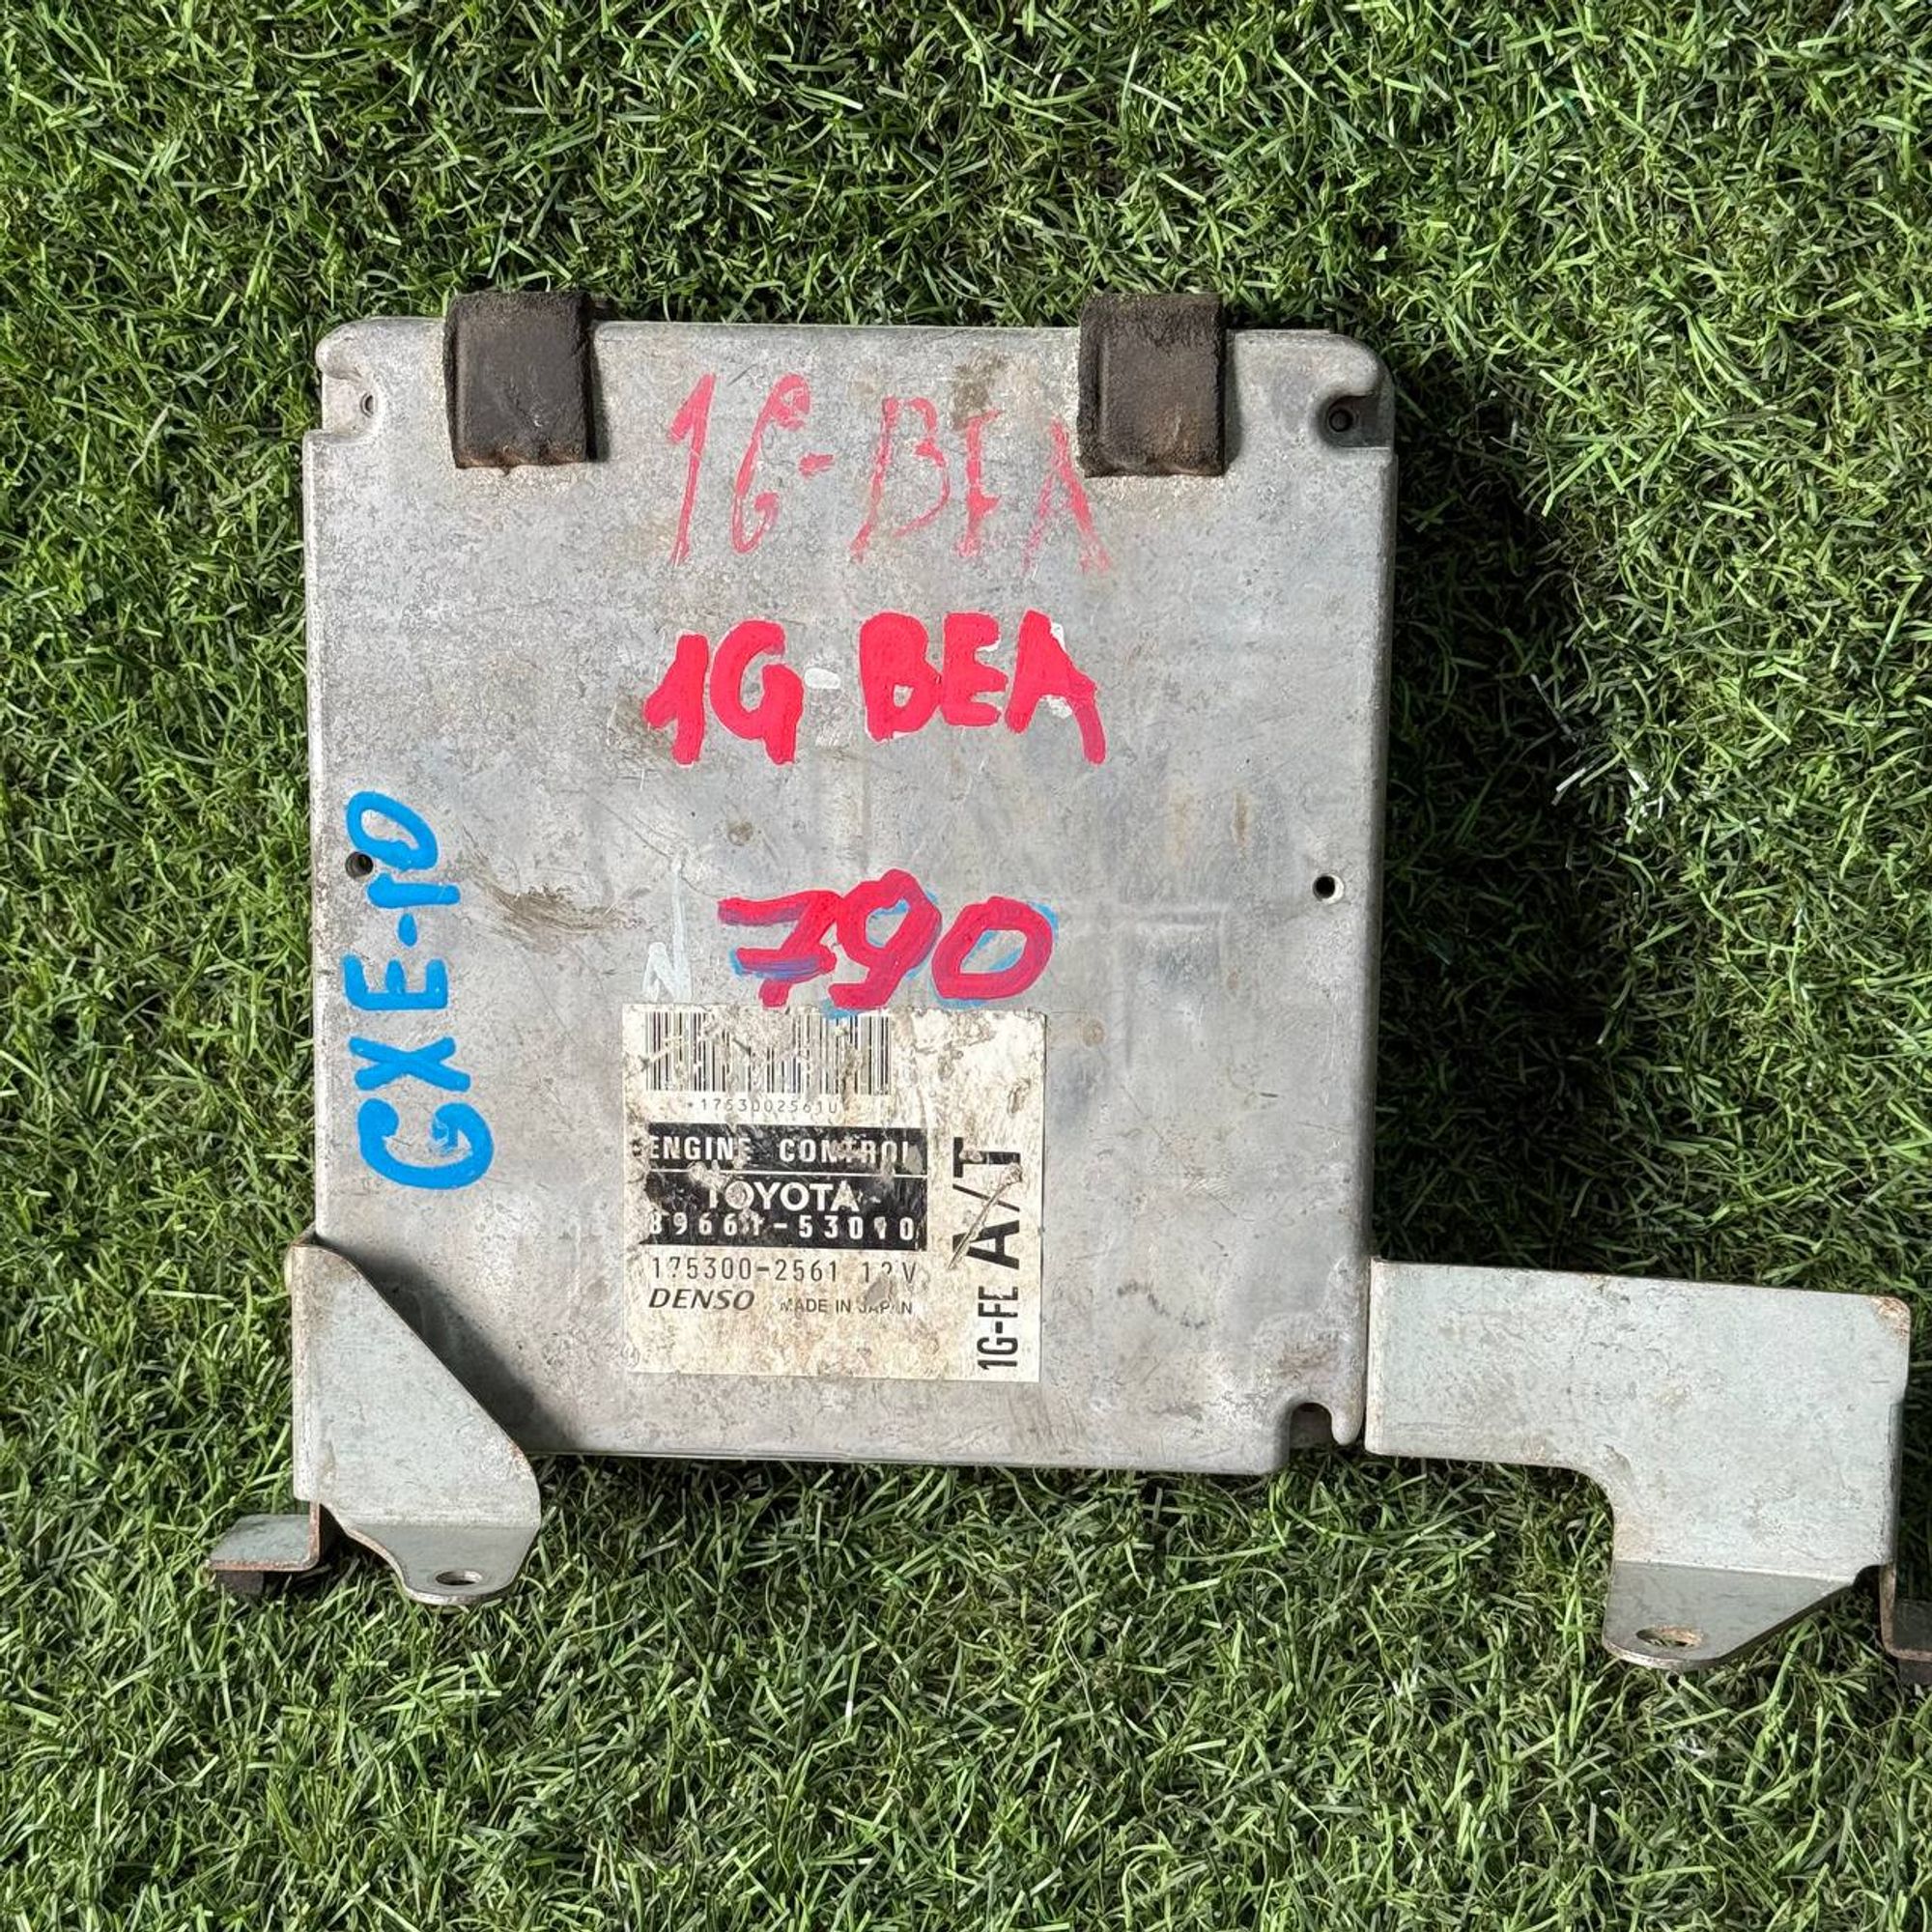 1G-BEA
1G-BEA
GXE-10
790
*1753002561U*
ENGINE CONTROL
TOYOTA
89661-53010
175300-2561 12V
DENSO MADE IN JAPAN
1G-FE A/T